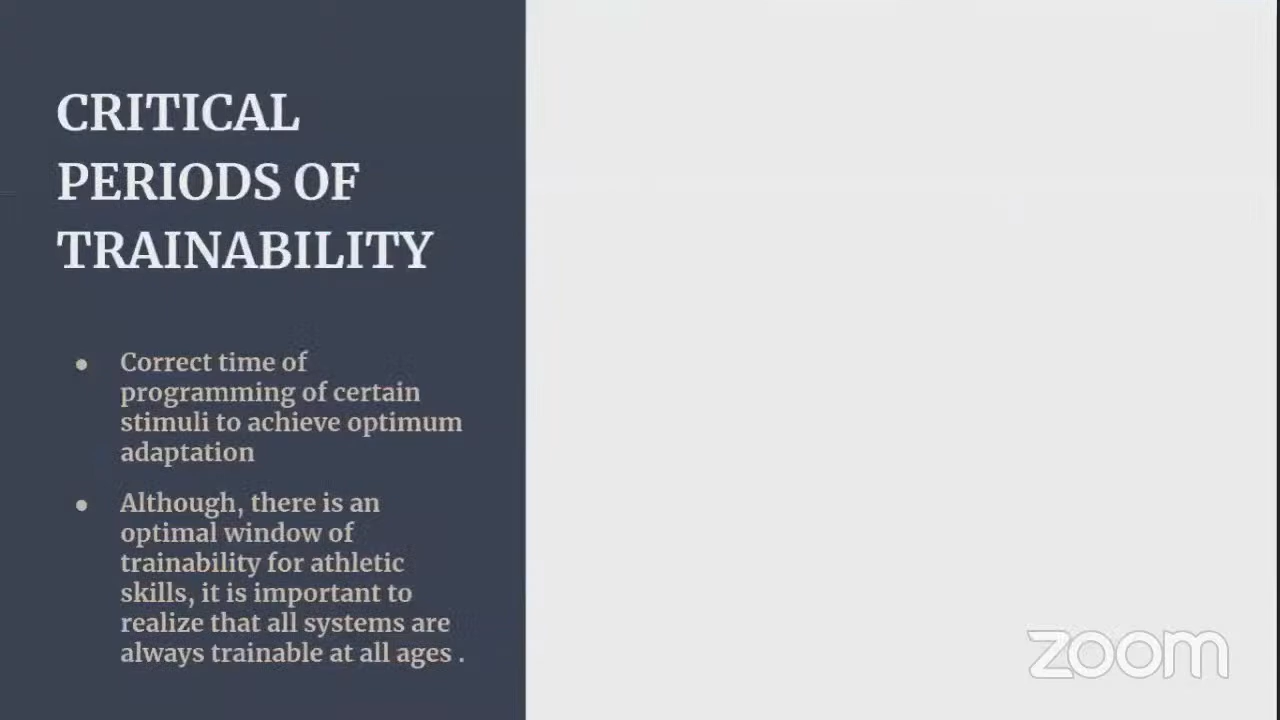 CRITICAL
PERIODS OF
TRAINABILITY
● Correct time of
programming of certain
stimuli to achieve optimum
adaptation
● Although, there is an
optimal window of
trainability for athletic
skills, it is important to
realize that all systems are
always trainable at all ages .
zoom